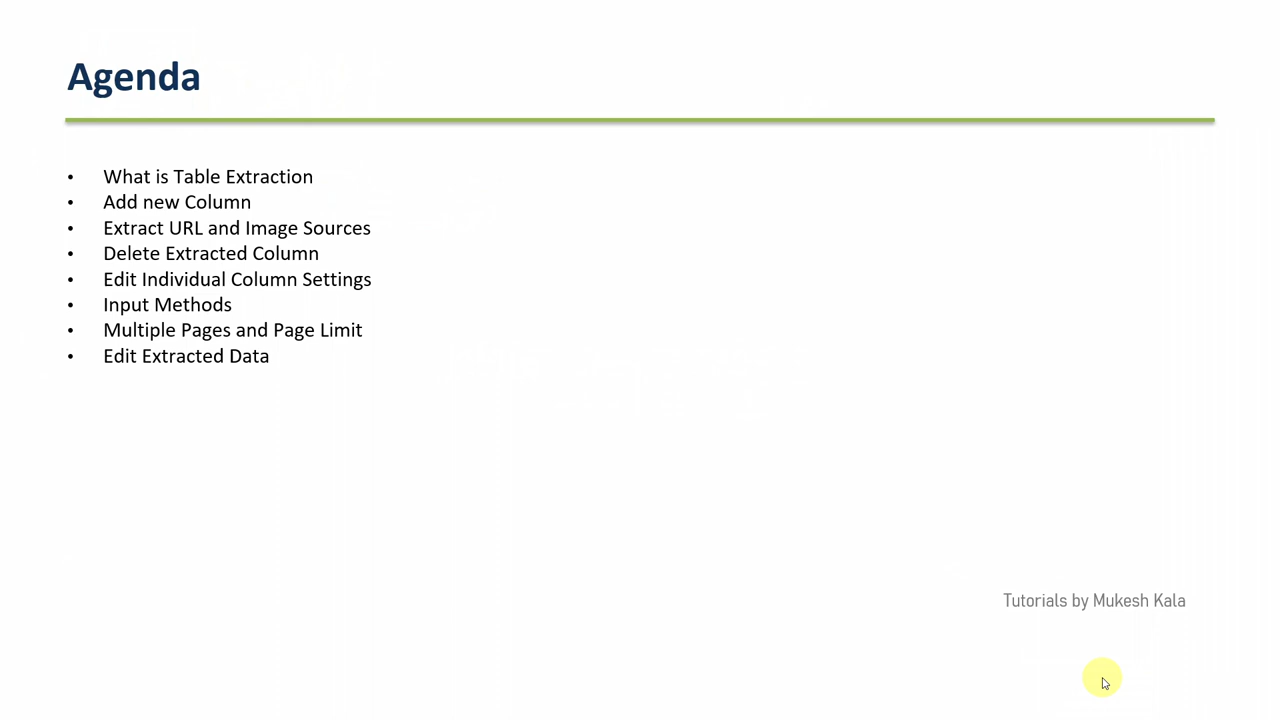 Agenda
• What is Table Extraction
• Add new Column
• Extract URL and Image Sources
• Delete Extracted Column
• Edit Individual Column Settings
• Input Methods
• Multiple Pages and Page Limit
• Edit Extracted Data
Tutorials by Mukesh Kala